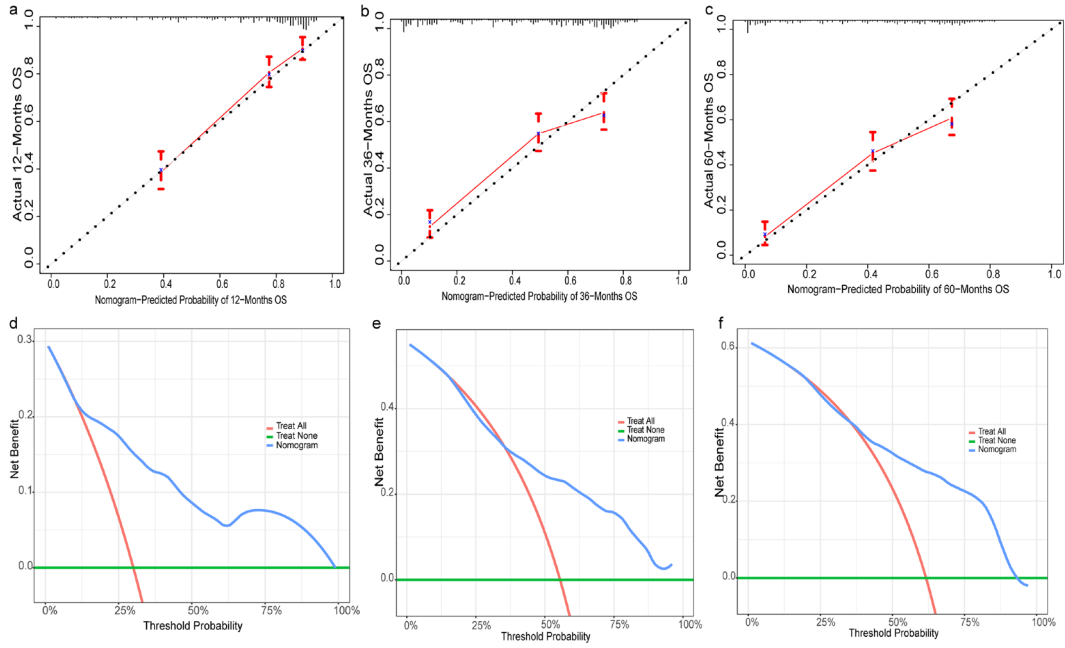 a
Actual 12-Months OS
0.0 0.2 0.4 0.6 0.8 1.0
0.0 0.2 0.4 0.6 0.8 1.0
Nomogram-Predicted Probability of 12-Months OS
b
Actual 36-Months OS
0.0 0.2 0.4 0.6 0.8 1.0
0.0 0.2 0.4 0.6 0.8 1.0
Nomogram-Predicted Probability of 36-Months OS
c
Actual 60-Months OS
0.0 0.2 0.4 0.6 0.8 1.0
0.0 0.2 0.4 0.6 0.8 1.0
Nomogram-Predicted Probability of 60-Months OS
d
Net Benefit
0.3
0.2
0.1
0.0
Treat All
Treat None
Nomogram
0% 25% 50% 75% 100%
Threshold Probability
e
Net Benefit
0.4
0.2
0.0
Treat All
Treat None
Nomogram
0% 25% 50% 75% 100%
Threshold Probability
f
Net Benefit
0.6
0.4
0.2
0.0
Treat All
Treat None
Nomogram
0% 25% 50% 75% 100%
Threshold Probability